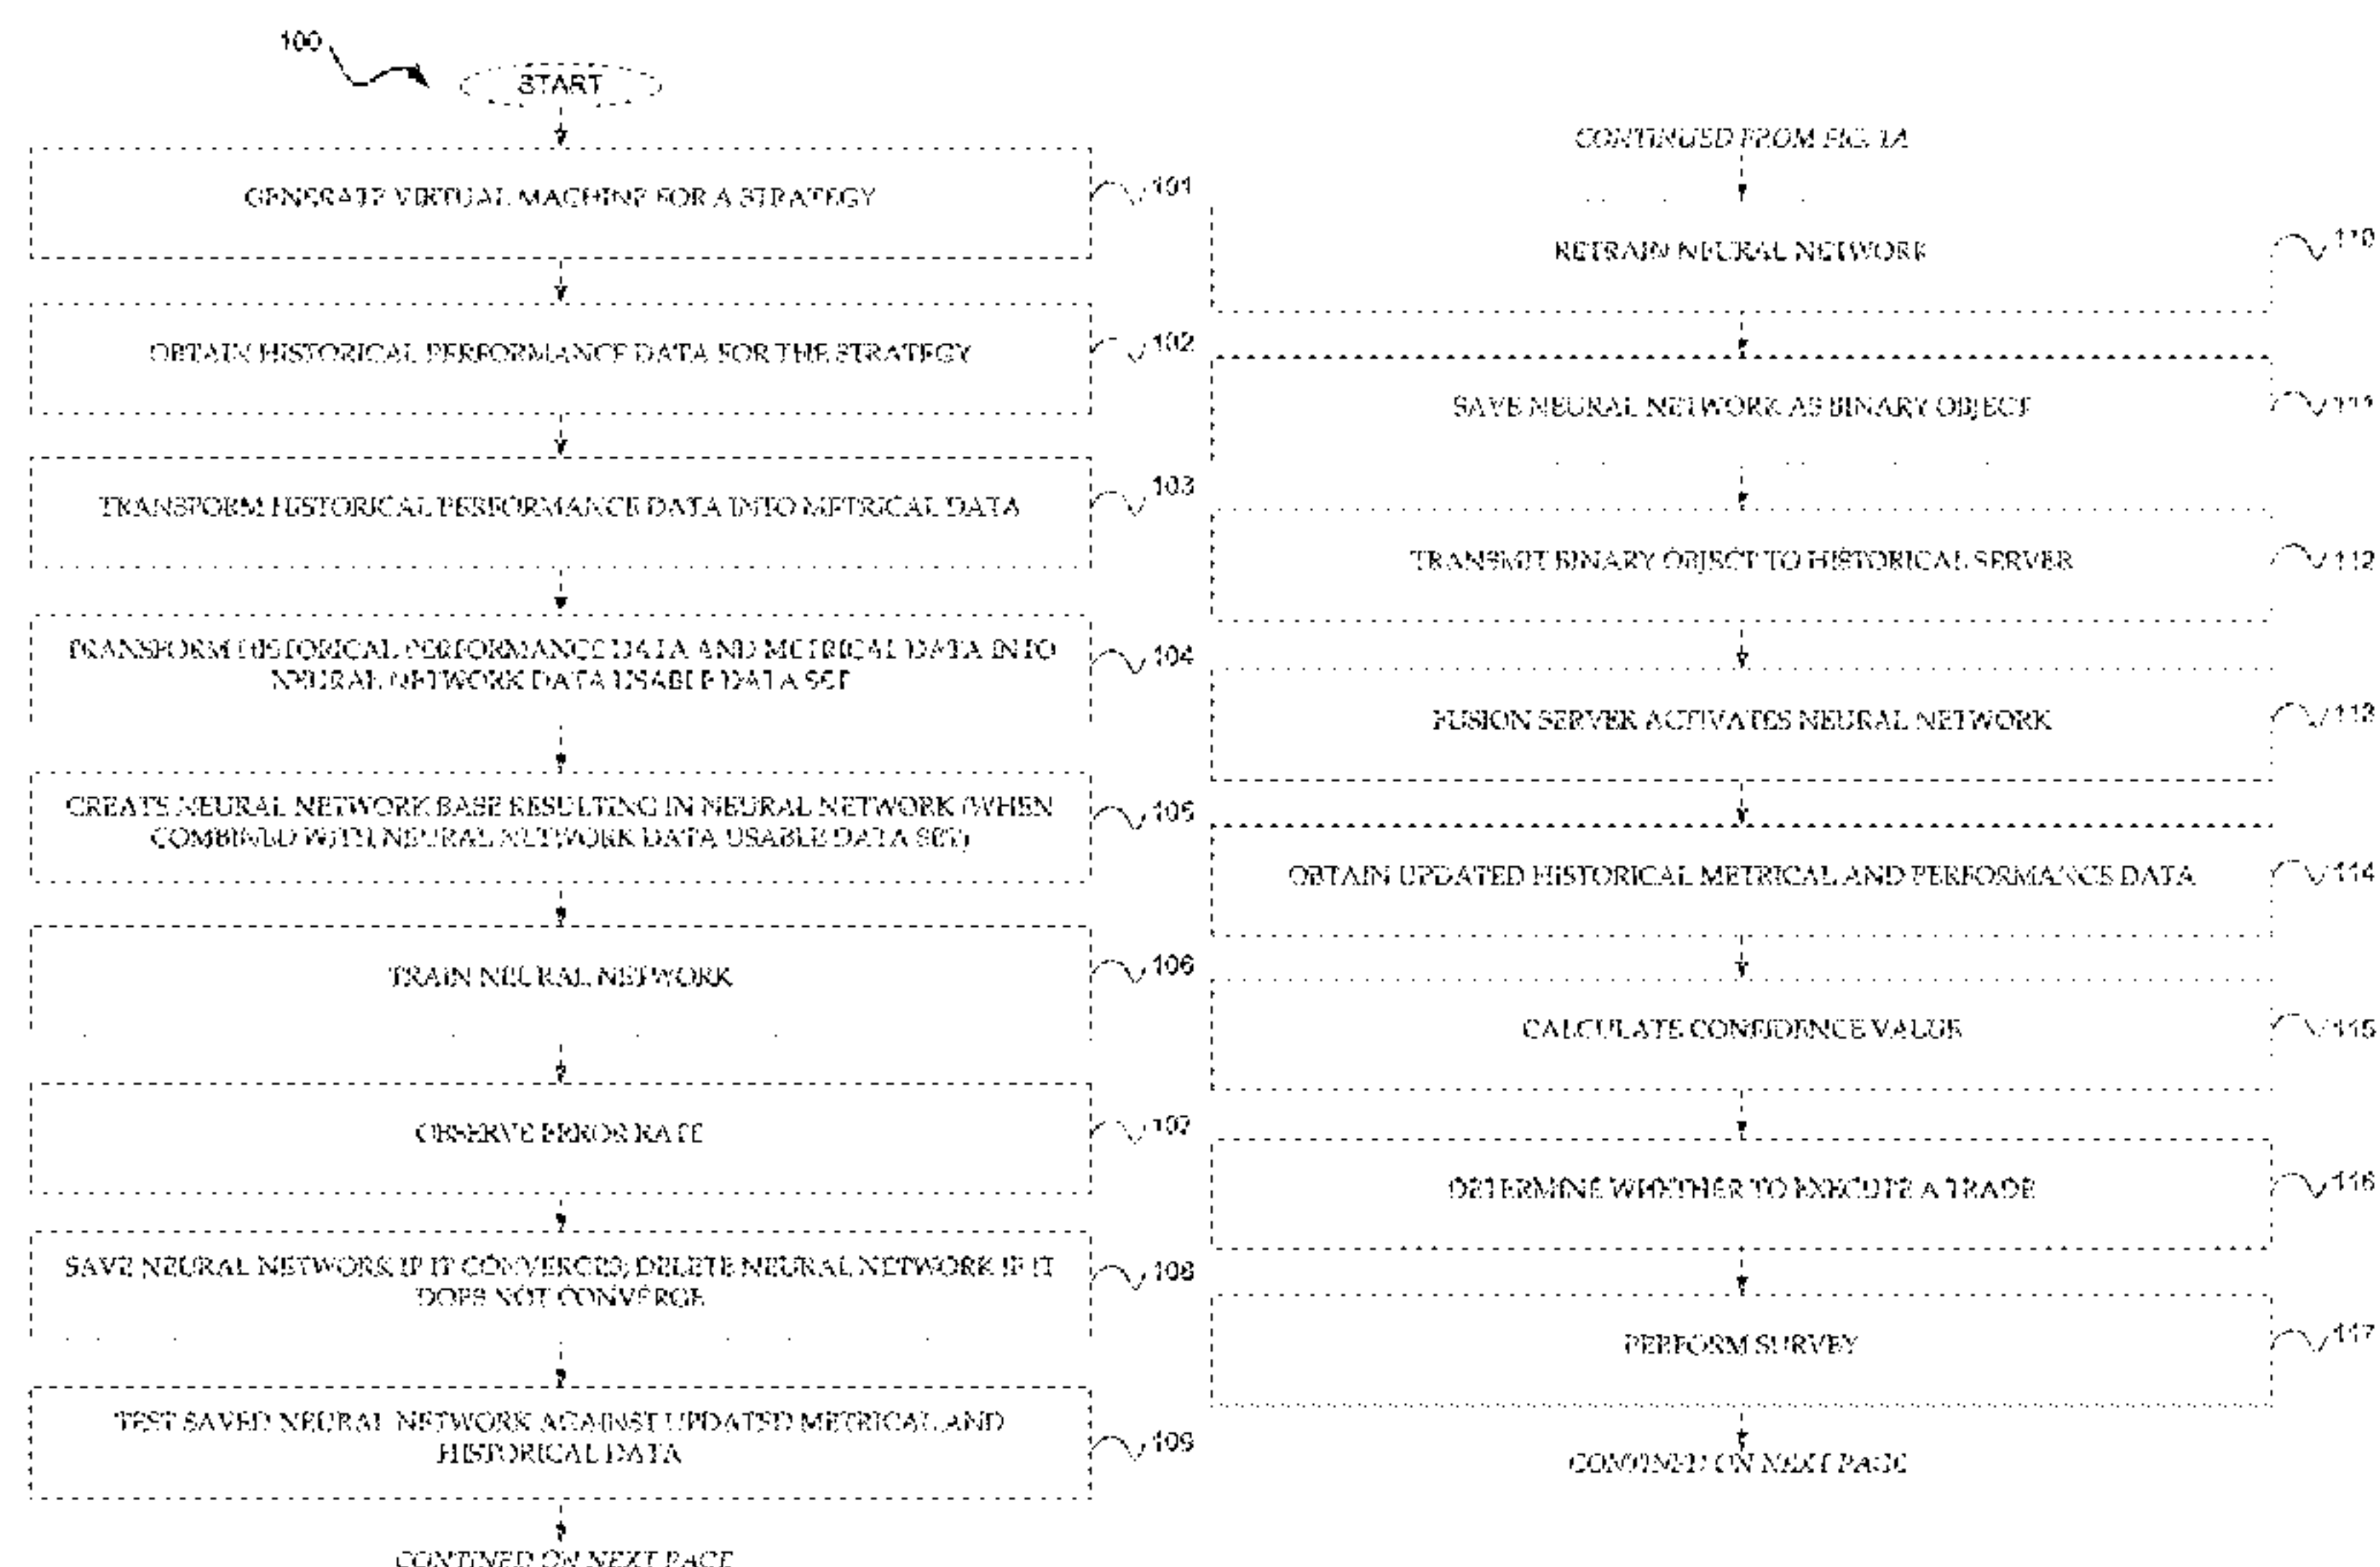 100
START
GENERATE VIRTUAL MACHINE FOR A STRATEGY
101
OBTAIN HISTORICAL PERFORMANCE DATA FOR THE STRATEGY
102
TRANSFORM HISTORICAL PERFORMANCE DATA INTO METRICAL DATA
103
TRANSFORM HISTORICAL PERFORMANCE DATA AND METRICAL DATA INTO
NEURAL NETWORK DATA USABLE DATA SET
104
CREATE NEURAL NETWORK BASE RESULTING IN NEURAL NETWORK (WHEN
COMBINED WITH NEURAL NETWORK DATA USABLE DATA SET)
105
TRAIN NEURAL NETWORK
106
OBSERVE ERROR RATE
107
SAVE NEURAL NETWORK IF IT CONVERGES; DELETE NEURAL NETWORK IF IT
DOES NOT CONVERGE
108
TEST SAVED NEURAL NETWORK AGAINST UPDATED METRICAL AND
HISTORICAL DATA
109
CONTINED ON NEXT PAGE
CONTINUED FROM FIG. 1A
RETRAIN NEURAL NETWORK
110
SAVE NEURAL NETWORK AS BINARY OBJECT
111
TRANSMIT BINARY OBJECT TO HISTORICAL SERVER
112
FUSION SERVER ACTIVATES NEURAL NETWORK
113
OBTAIN UPDATED HISTORICAL METRICAL AND PERFORMANCE DATA
114
CALCULATE CONFIDENCE VALUE
115
DETERMINE WHETHER TO EXECUTE A TRADE
116
PERFORM SURVEY
117
CONTINED ON NEXT PAGE